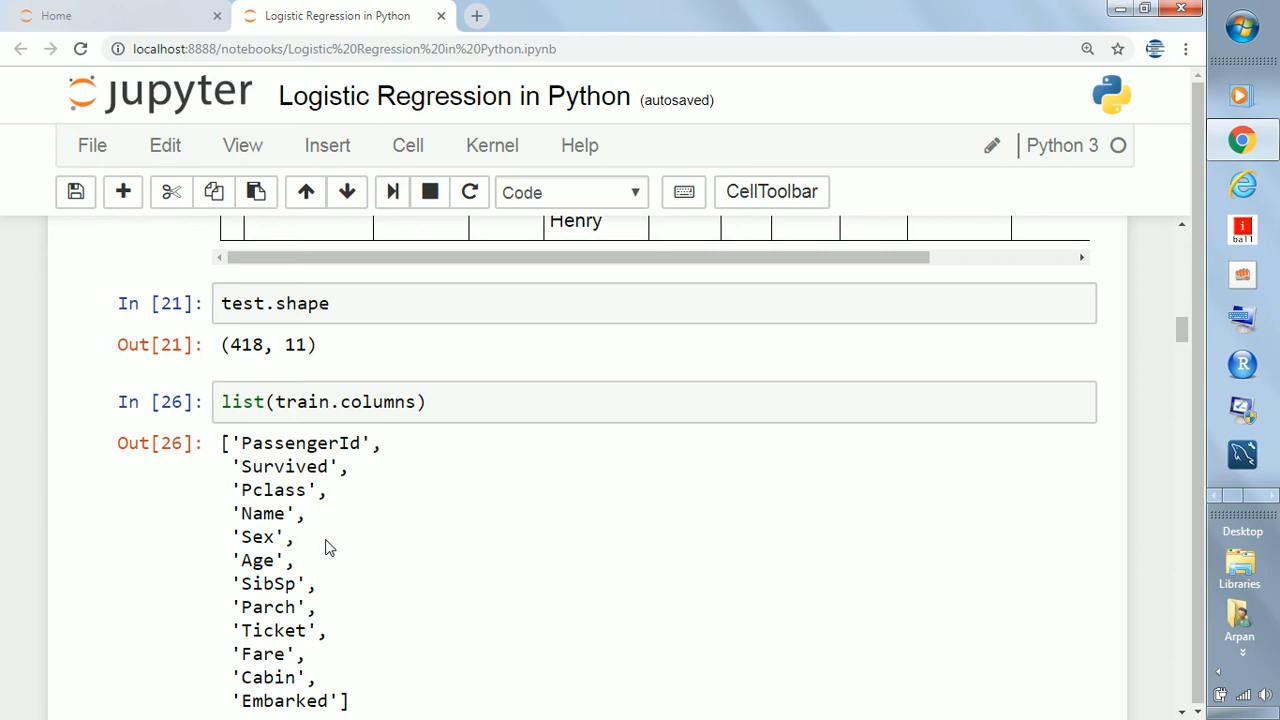 Home
Logistic Regression in Python
localhost:8888/notebooks/Logistic%20Regression%20in%20Python.ipynb
jupyter Logistic Regression in Python (autosaved)
File Edit View Insert Cell Kernel Help Python 3
Code CellToolbar
Henry
In [21]: test.shape
Out[21]: (418, 11)
In [26]: list(train.columns)
Out[26]: ['PassengerId',
'Survived',
'Pclass',
'Name',
'Sex',
'Age',
'SibSp',
'Parch',
'Ticket',
'Fare',
'Cabin',
'Embarked']
i
ball
R
Desktop
Libraries
Arpan